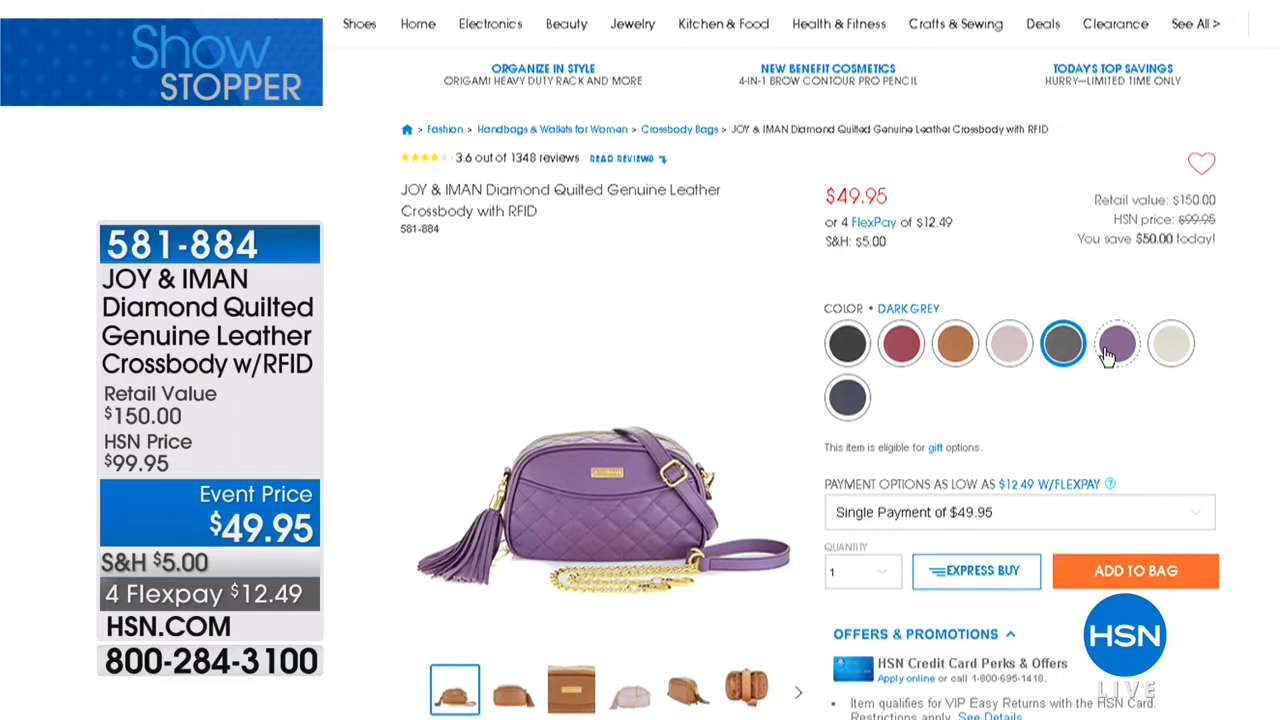 Show
STOPPER
Shoes Home Electronics Beauty Jewelry Kitchen & Food Health & Fitness Crafts & Sewing Deals Clearance See All >
ORGANIZE IN STYLE
ORIGAMI HEAVY DUTY RACK AND MORE
NEW BENEFIT COSMETICS
4-IN-1 BROW CONTOUR PRO PENCIL
TODAY'S TOP SAVINGS
HURRY—LIMITED TIME ONLY
> Fashion > Handbags & Wallets for Women > Crossbody Bags > JOY & IMAN Diamond Quilted Genuine Leather Crossbody with RFID
3.6 out of 1348 reviews READ REVIEWS
JOY & IMAN Diamond Quilted Genuine Leather
Crossbody with RFID
581-884
$49.95
or 4 FlexPay of $12.49
S&H: $5.00
Retail value: $150.00
HSN price: $99.95
You save $50.00 today!
581-884
JOY & IMAN
Diamond Quilted
Genuine Leather
Crossbody w/RFID
Retail Value
$150.00
HSN Price
$99.95
Event Price
$49.95
S&H $5.00
4 Flexpay $12.49
HSN.COM
800-284-3100
COLOR • DARK GREY
This item is eligible for gift options.
PAYMENT OPTIONS AS LOW AS $12.49 W/FLEXPAY ?
Single Payment of $49.95
QUANTITY
1
EXPRESS BUY
ADD TO BAG
OFFERS & PROMOTIONS
HSN Credit Card Perks & Offers
Apply online or call 1-800-695-1418.
• Item qualifies for VIP Easy Returns with the HSN Card.
Restrictions apply. See Details
HSN
LIVE